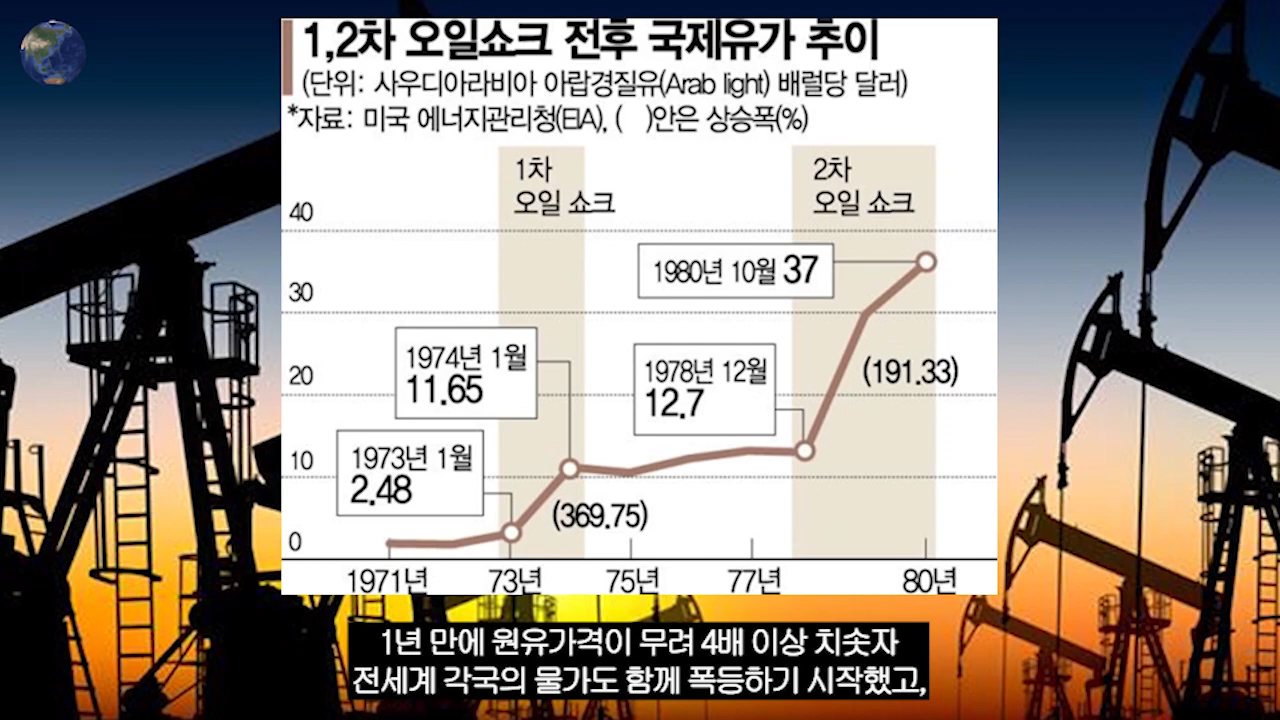 1,2차 오일쇼크 전후 국제유가 추이
(단위: 사우디아라비아 아랍경질유(Arab light) 배럴당 달러)
*자료: 미국 에너지관리청(EIA), ( )안은 상승폭(%)
1차
오일 쇼크
2차
오일 쇼크
40
30
20
10
0
1980년 10월 37
1974년 1월
11.65
1978년 12월
12.7
(191.33)
1973년 1월
2.48
(369.75)
1971년 73년 75년 77년 80년
1년 만에 원유가격이 무려 4배 이상 치솟자
전세계 각국의 물가도 함께 폭등하기 시작했고,